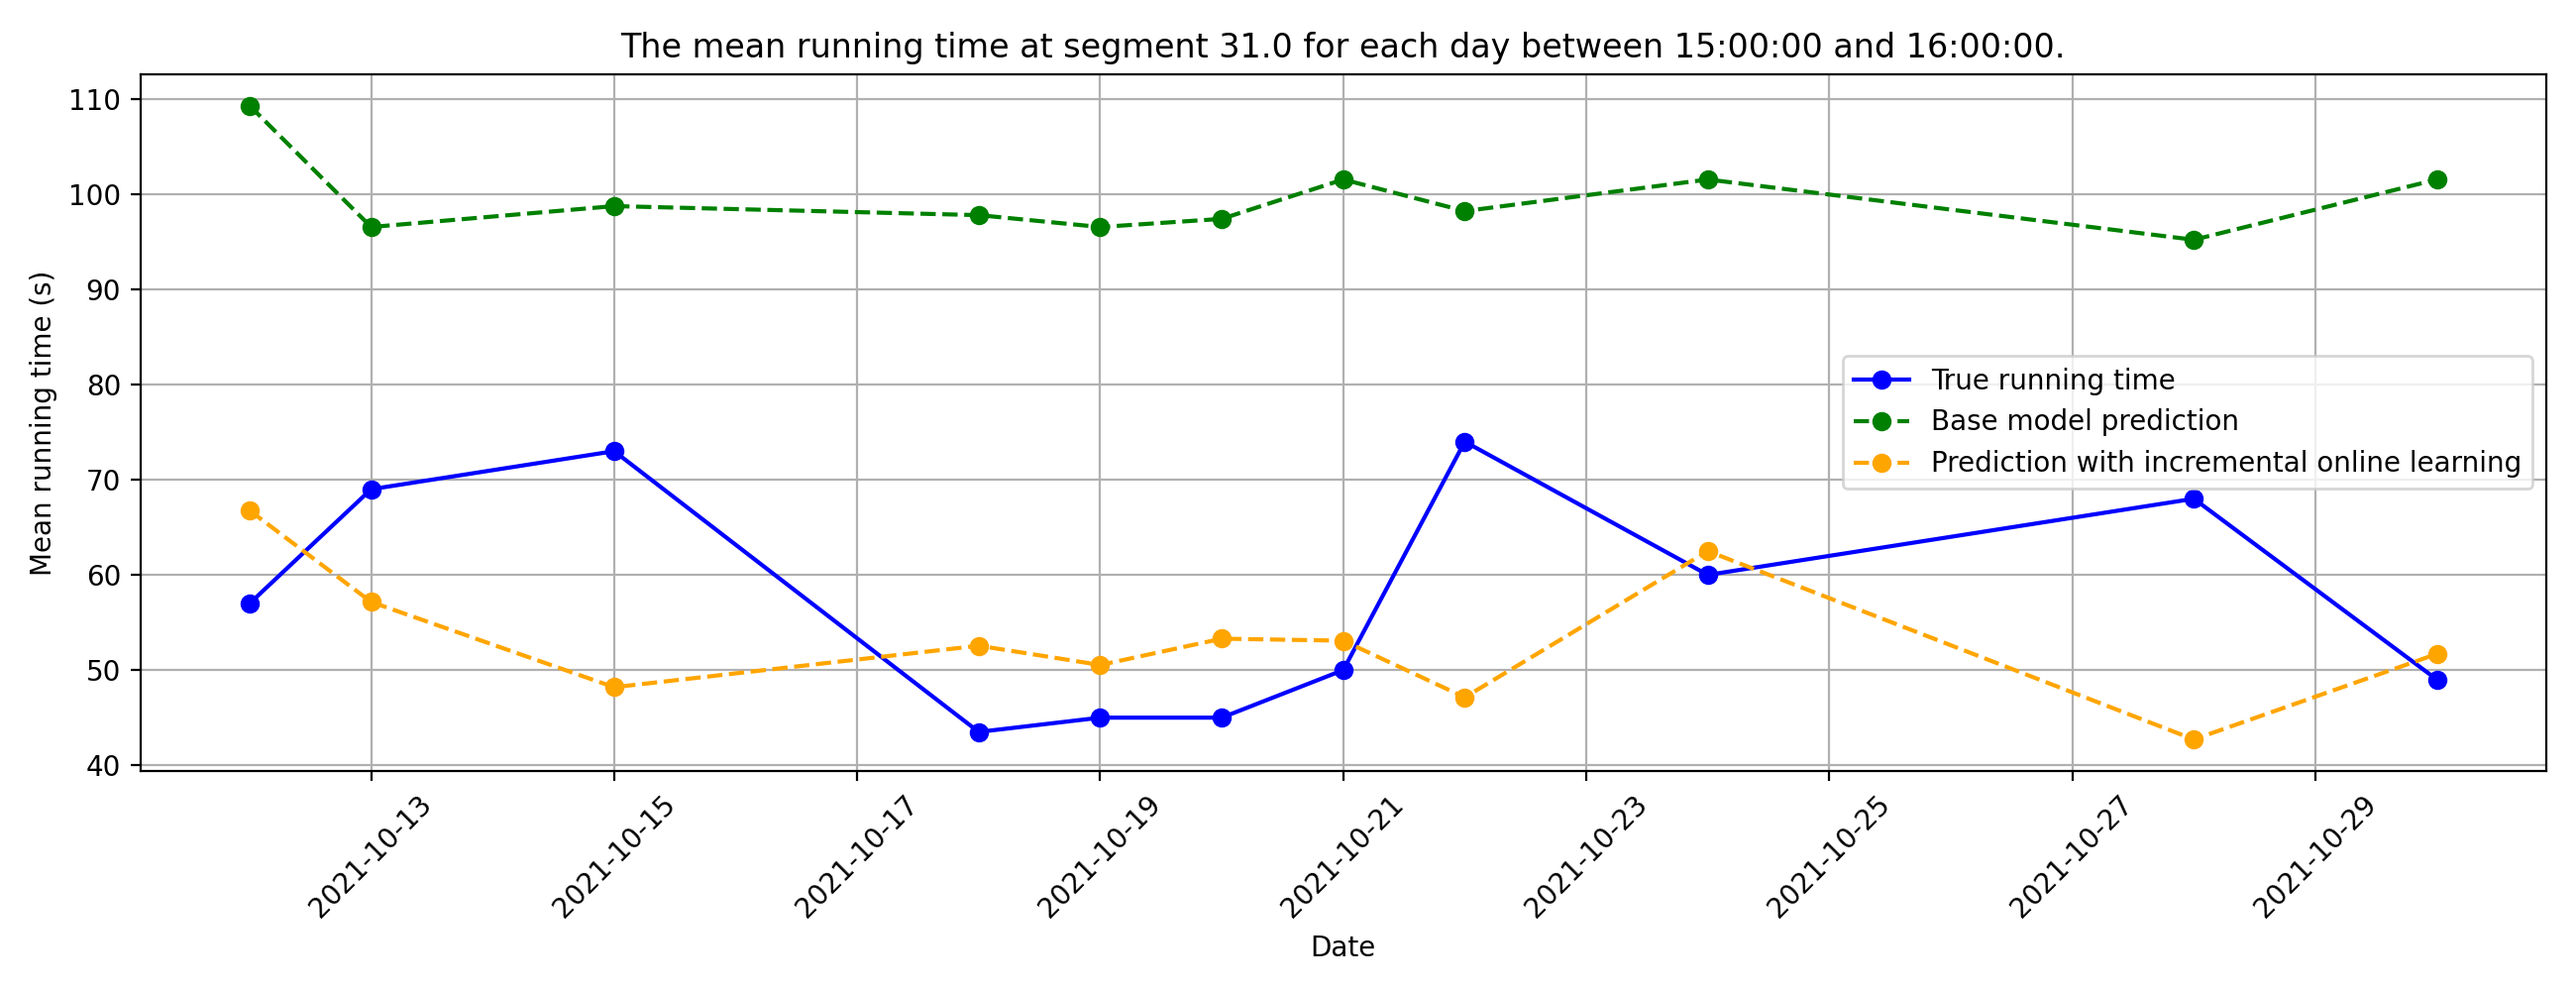 The mean running time at segment 31.0 for each day between 15:00:00 and 16:00:00.
Mean running time (s)
110
100
90
80
70
60
50
40
True running time
Base model prediction
Prediction with incremental online learning
2021-10-13
2021-10-15
2021-10-17
2021-10-19
2021-10-21
2021-10-23
2021-10-25
2021-10-27
2021-10-29
Date